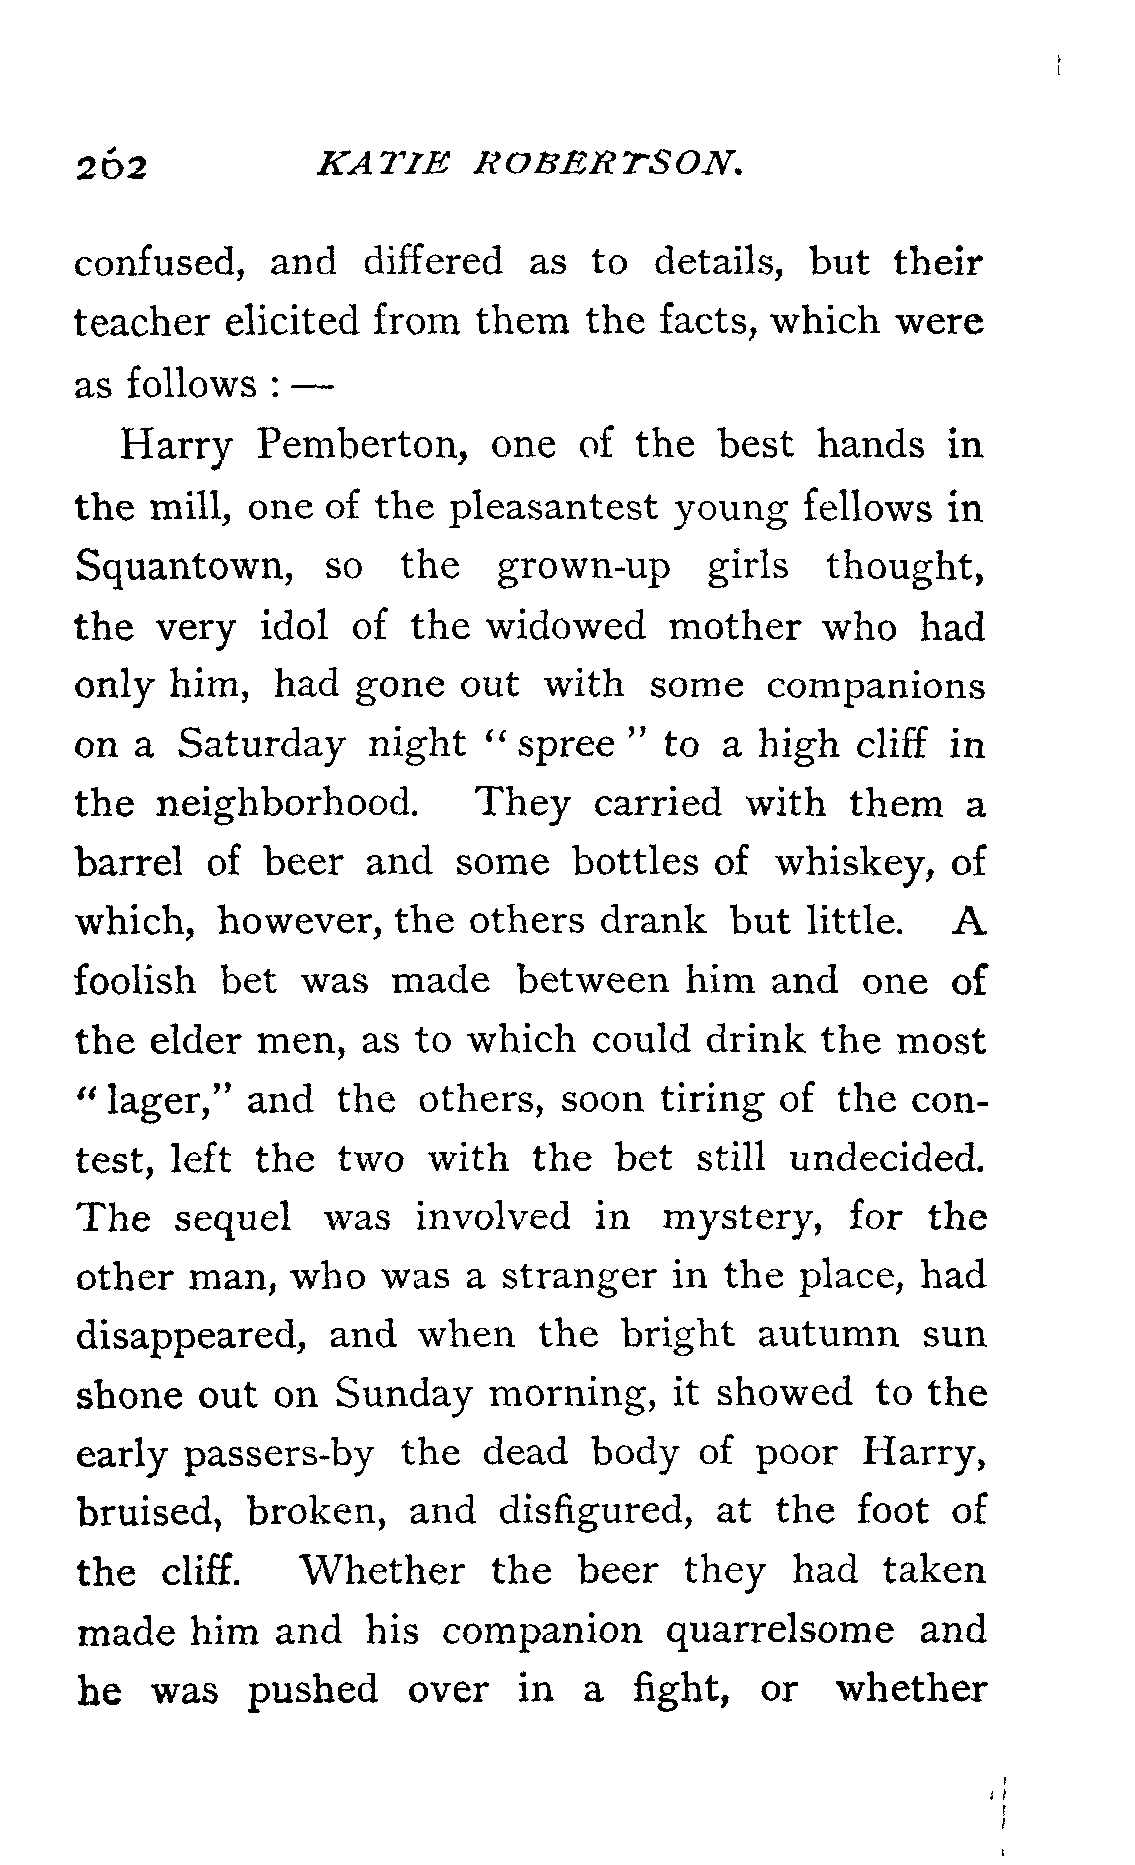 262 KATIE ROBERTSON.
confused, and differed as to details, but their
teacher elicited from them the facts, which were
as follows : —
Harry Pemberton, one of the best hands in
the mill, one of the pleasantest young fellows in
Squantown, so the grown-up girls thought,
the very idol of the widowed mother who had
only him, had gone out with some companions
on a Saturday night " spree " to a high cliff in
the neighborhood. They carried with them a
barrel of beer and some bottles of whiskey, of
which, however, the others drank but little. A
foolish bet was made between him and one of
the elder men, as to which could drink the most
" lager," and the others, soon tiring of the con-
test, left the two with the bet still undecided.
The sequel was involved in mystery, for the
other man, who was a stranger in the place, had
disappeared, and when the bright autumn sun
shone out on Sunday morning, it showed to the
early passers-by the dead body of poor Harry,
bruised, broken, and disfigured, at the foot of
the cliff. Whether the beer they had taken
made him and his companion quarrelsome and
he was pushed over in a fight, or whether